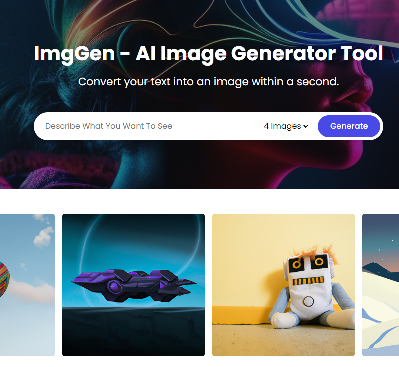 ImgGen - AI Image Generator Tool
Convert your text into an image within a second.
Describe What You Want To See
4 Images
Generate